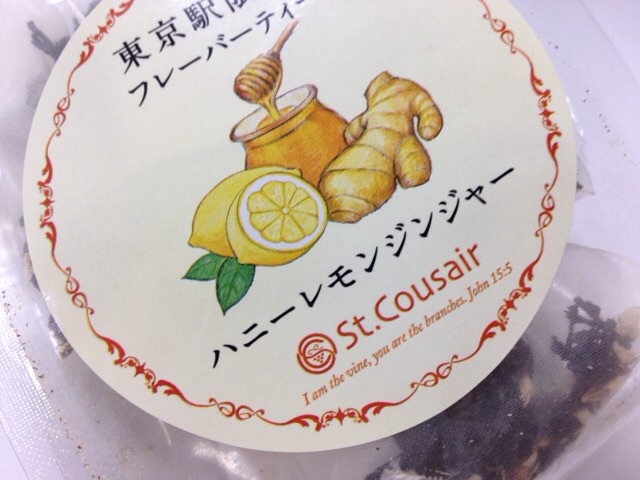 東京駅限
フレーバーティー
ハニーレモンジンジャー
St.Cousair
I am the vine, you are the branches. John 15:5